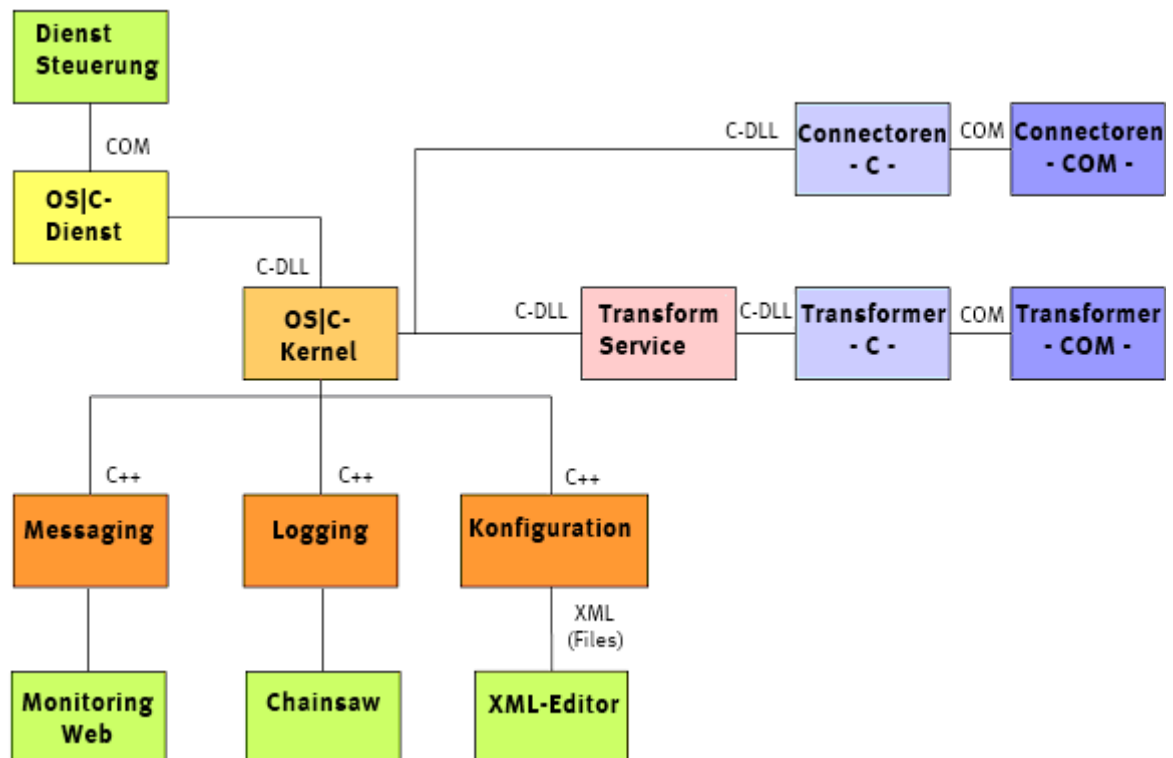 Dienst
Steuerung
COM
OS|C-
Dienst
C-DLL
Connectoren
- C -
COM
Connectoren
- COM -
C-DLL
OS|C-
Kernel
C-DLL
Transform
Service
C-DLL
Transformer
- C -
COM
Transformer
- COM -
C++
C++
C++
Messaging
Logging
Konfiguration
XML
(Files)
Monitoring
Web
Chainsaw
XML-Editor